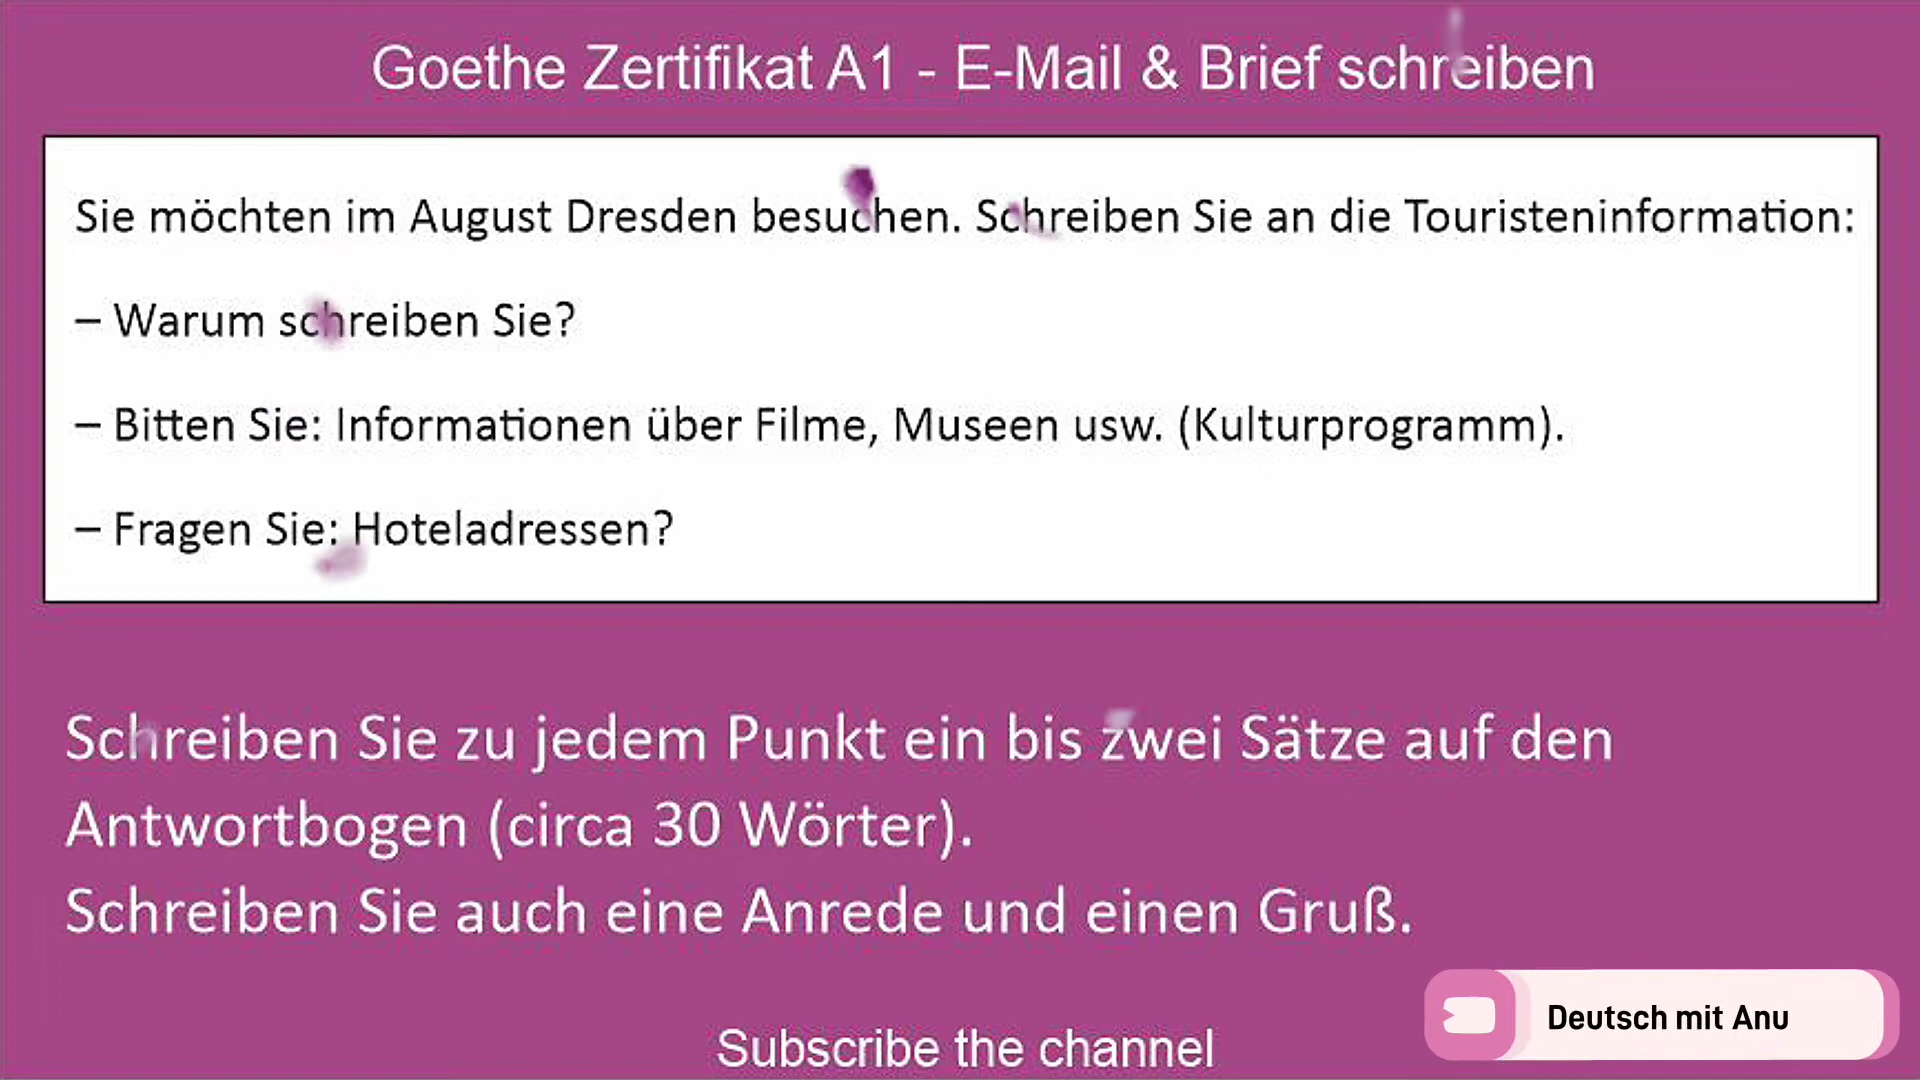 Goethe Zertifikat A1 - E-Mail & Brief schreiben
Sie möchten im August Dresden besuchen. Schreiben Sie an die Touristeninformation:
– Warum schreiben Sie?
– Bitten Sie: Informationen über Filme, Museen usw. (Kulturprogramm).
– Fragen Sie: Hoteladressen?
Schreiben Sie zu jedem Punkt ein bis zwei Sätze auf den
Antwortbogen (circa 30 Wörter).
Schreiben Sie auch eine Anrede und einen Gruß.
Deutsch mit Anu
Subscribe the channel